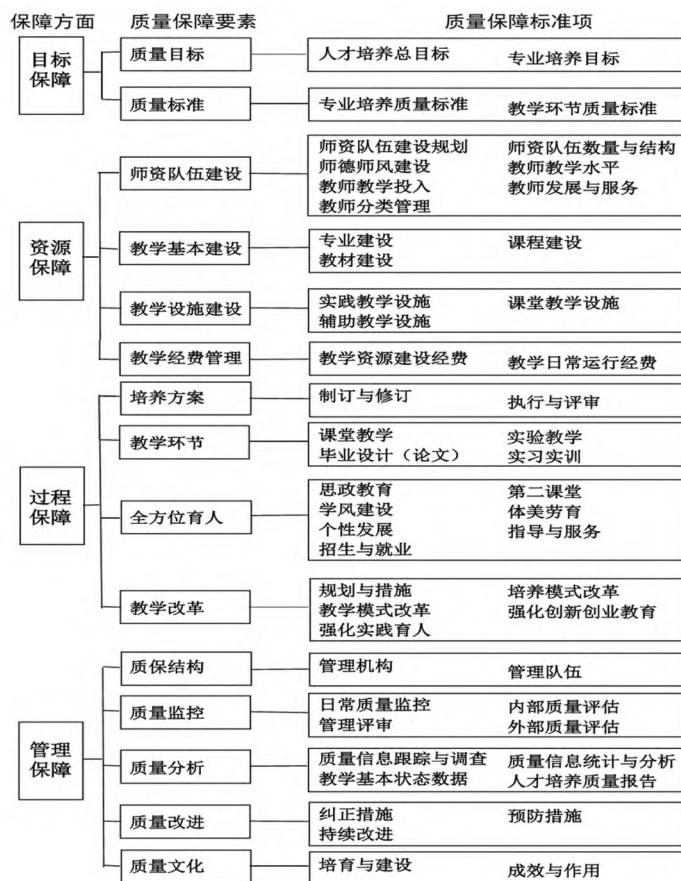 保障方面 质量保障要素 质量保障标准项
目标
保障
质量目标
人才培养总目标 专业培养目标
质量标准
专业培养质量标准 教学环节质量标准
资源
保障
师资队伍建设
师资队伍建设规划 师资队伍数量与结构
师德师风建设 教师教学水平
教师教学投入 教师发展与服务
教师分类管理
教学基本建设
专业建设 课程建设
教材建设
教学设施建设
实践教学设施 课堂教学设施
辅助教学设施
教学经费管理
教学资源建设经费 教学日常运行经费
过程
保障
培养方案
制订与修订 执行与评审
教学环节
课堂教学 实验教学
毕业设计（论文） 实习实训
全方位育人
思政教育 第二课堂
学风建设 体美劳育
个性发展 指导与服务
招生与就业
教学改革
规划与措施 培养模式改革
教学模式改革 强化创新创业教育
强化实践育人
管理
保障
质保结构
管理机构 管理队伍
质量监控
日常质量监控 内部质量评估
管理评审 外部质量评估
质量分析
质量信息跟踪与调查 质量信息统计与分析
教学基本状态数据 人才培养质量报告
质量改进
纠正措施 预防措施
持续改进
质量文化
培育与建设 成效与作用